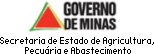 GOVERNO
DE MINAS
Secretaria de Estado de Agricultura,
Pecuária e Abastecimento